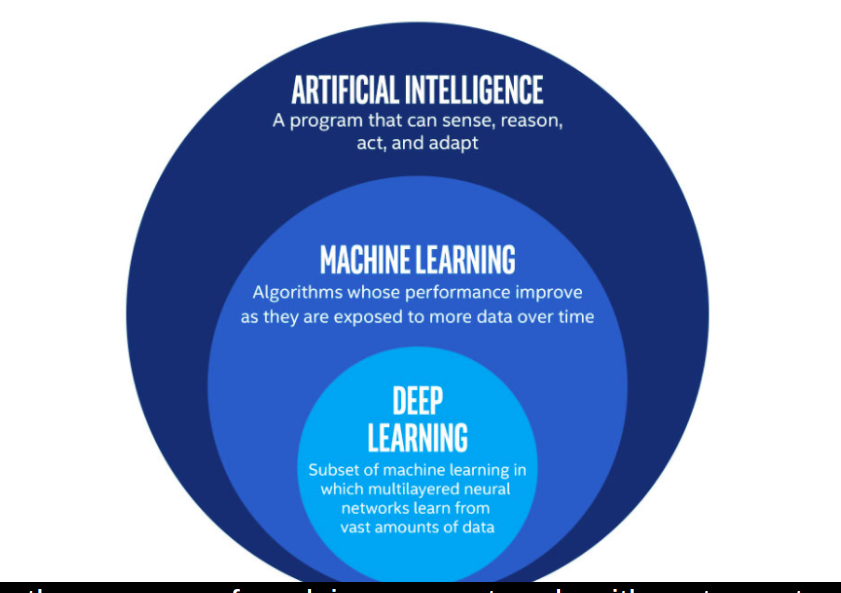 ARTIFICIAL INTELLIGENCE
A program that can sense, reason,
act, and adapt
MACHINE LEARNING
Algorithms whose performance improve
as they are exposed to more data over time
DEEP
LEARNING
Subset of machine learning in
which multilayered neural
networks learn from
vast amounts of data